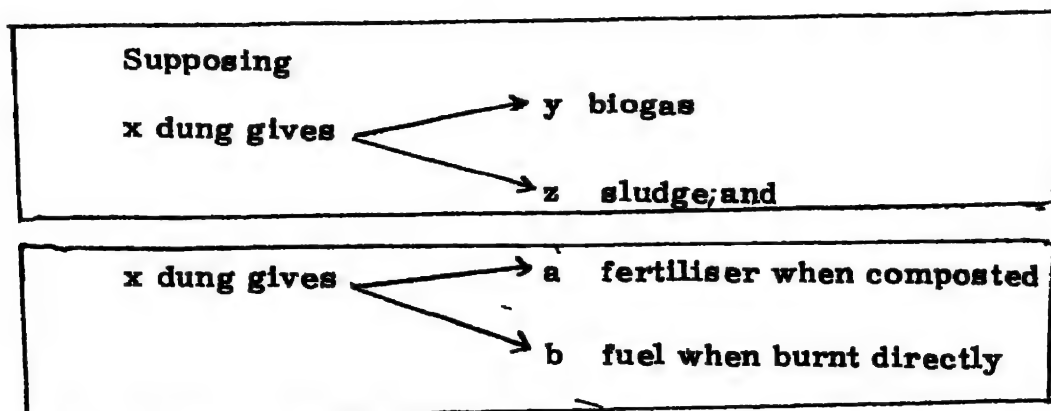 Supposing
y biogas
x dung gives
z sludge; and
x dung gives a fertiliser when composted
b fuel when burnt directly